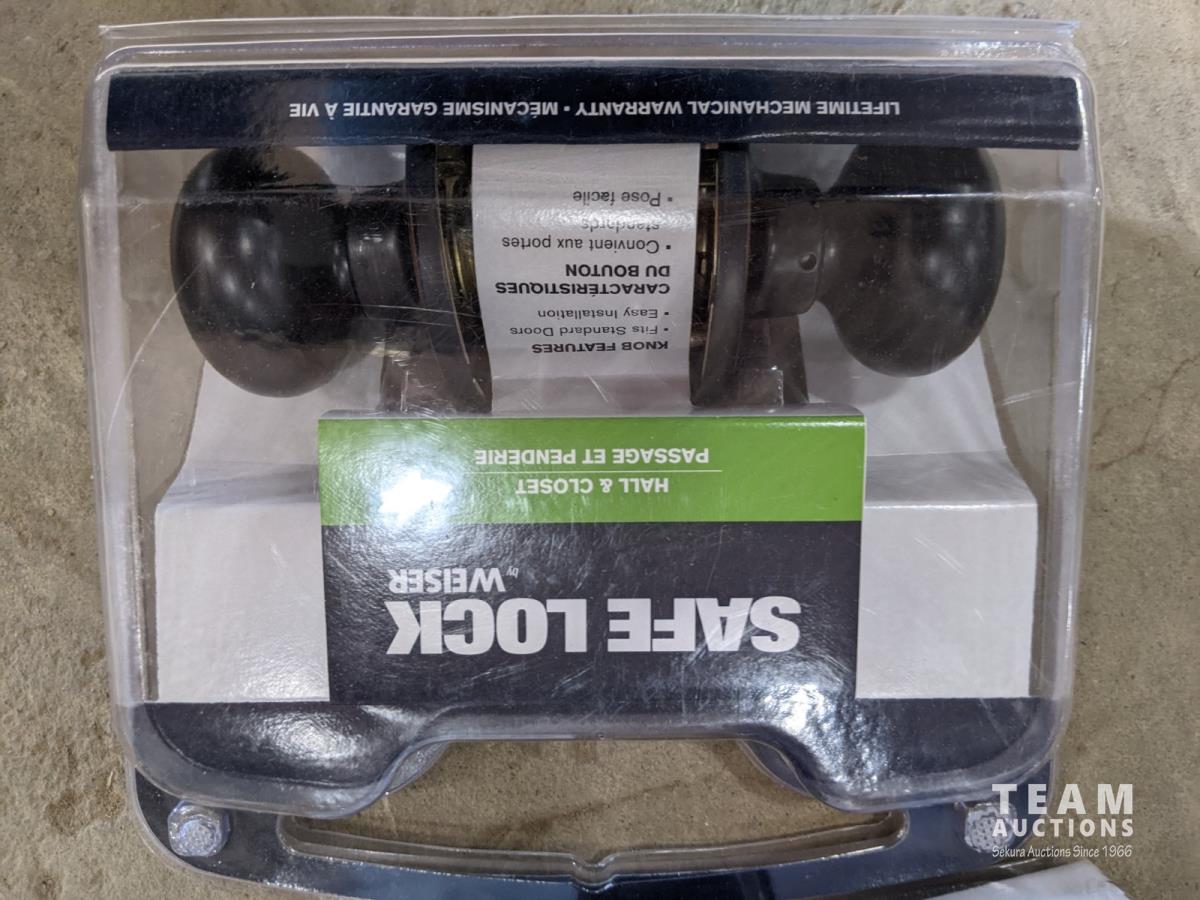 SAFE LOCK
by WEISER
HALL & CLOSET
PASSAGE ET PENDERIE
KNOB FEATURES
• Fits Standard Doors
• Easy Installation
CARACTÉRISTIQUES
DU BOUTON
• Convient aux portes
standards
• Pose facile
LIFETIME MECHANICAL WARRANTY • MÉCANISME GARANTIE À VIE
TEAM
AUCTIONS
Sekura Auctions Since 1966